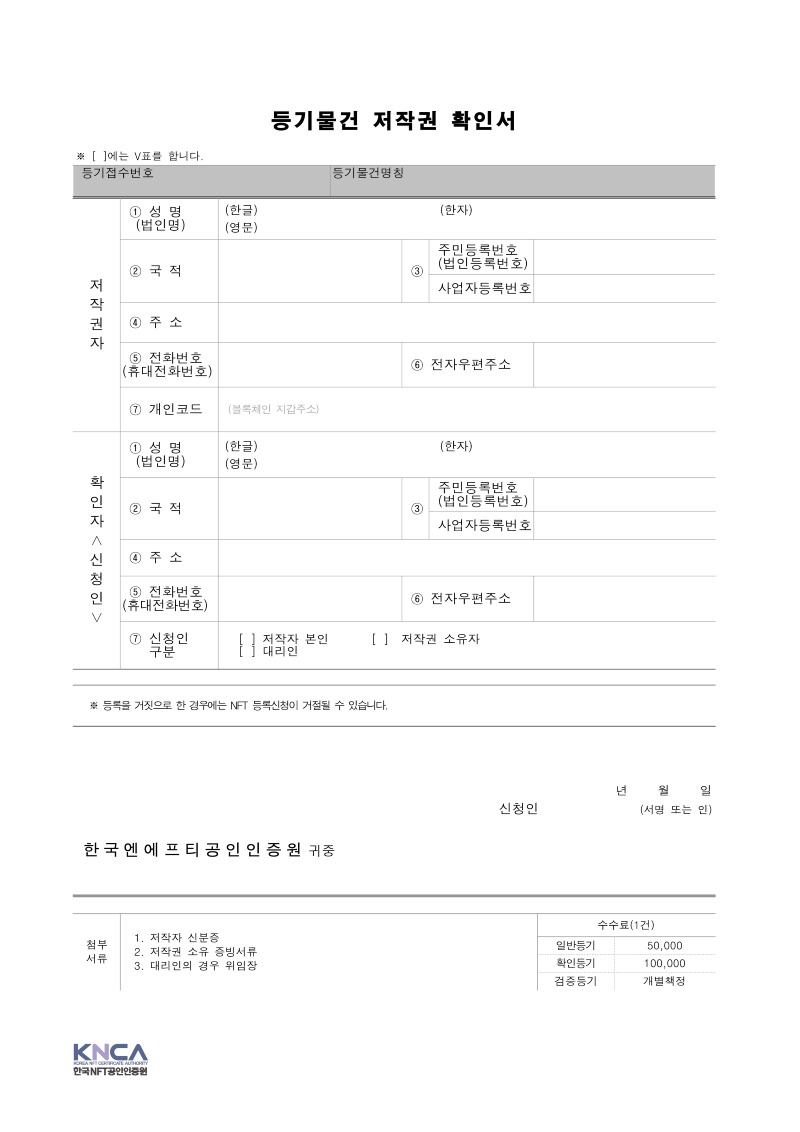 등기물건 저작권 확인서
※ [ ]에는 V표를 합니다.
등기접수번호 등기물건명칭
저작권자
① 성 명 (한글) (한자)
(법인명) (영문)
② 국 적 ③ 주민등록번호
(법인등록번호)
사업자등록번호
④ 주 소
⑤ 전화번호 ⑥ 전자우편주소
(휴대전화번호)
⑦ 개인코드 (블록체인 지갑주소)
확인자<신청인>
① 성 명 (한글) (한자)
(법인명) (영문)
② 국 적 ③ 주민등록번호
(법인등록번호)
사업자등록번호
④ 주 소
⑤ 전화번호 ⑥ 전자우편주소
(휴대전화번호)
⑦ 신청인 [ ] 저작자 본인 [ ] 저작권 소유자
구분 [ ] 대리인
※ 등록을 거짓으로 한 경우에는 NFT 등록신청이 거절될 수 있습니다.
년 월 일
신청인 (서명 또는 인)
한국엔에프티공인인증원 귀중
첨부
서류
1. 저작자 신분증
2. 저작권 소유 증빙서류
3. 대리인의 경우 위임장
수수료(1건)
일반등기 50,000
확인등기 100,000
검증등기 개별책정
KNCA
KOREA NFT CERTIFICATE AUTHORITY
한국NFT공인인증원